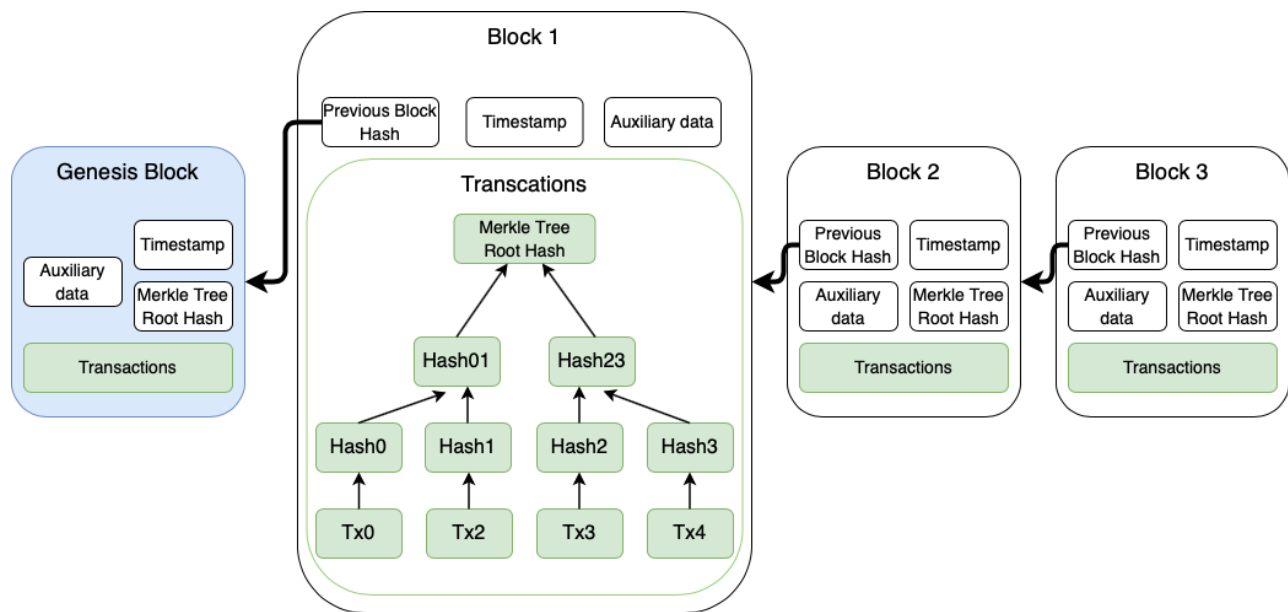 Genesis Block
Timestamp
Auxiliary
data
Merkle Tree
Root Hash
Transactions
Block 1
Previous Block
Hash
Timestamp
Auxiliary data
Transcations
Merkle Tree
Root Hash
Hash01
Hash23
Hash0
Hash1
Hash2
Hash3
Tx0
Tx2
Tx3
Tx4
Block 2
Previous
Block Hash
Timestamp
Auxiliary
data
Merkle Tree
Root Hash
Transactions
Block 3
Previous
Block Hash
Timestamp
Auxiliary
data
Merkle Tree
Root Hash
Transactions